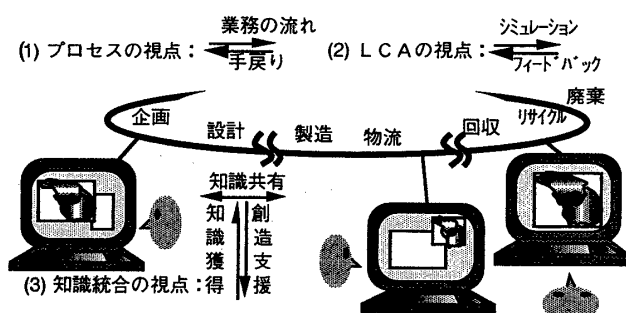 業務の流れ
(1) プロセスの視点：
手戻り
シミュレーション
(2) ＬＣＡの視点：
フィードバック
企画
設計
製造
物流
回収
リサイクル
廃棄
知識共有
知識獲得
創造支援
(3) 知識統合の視点：